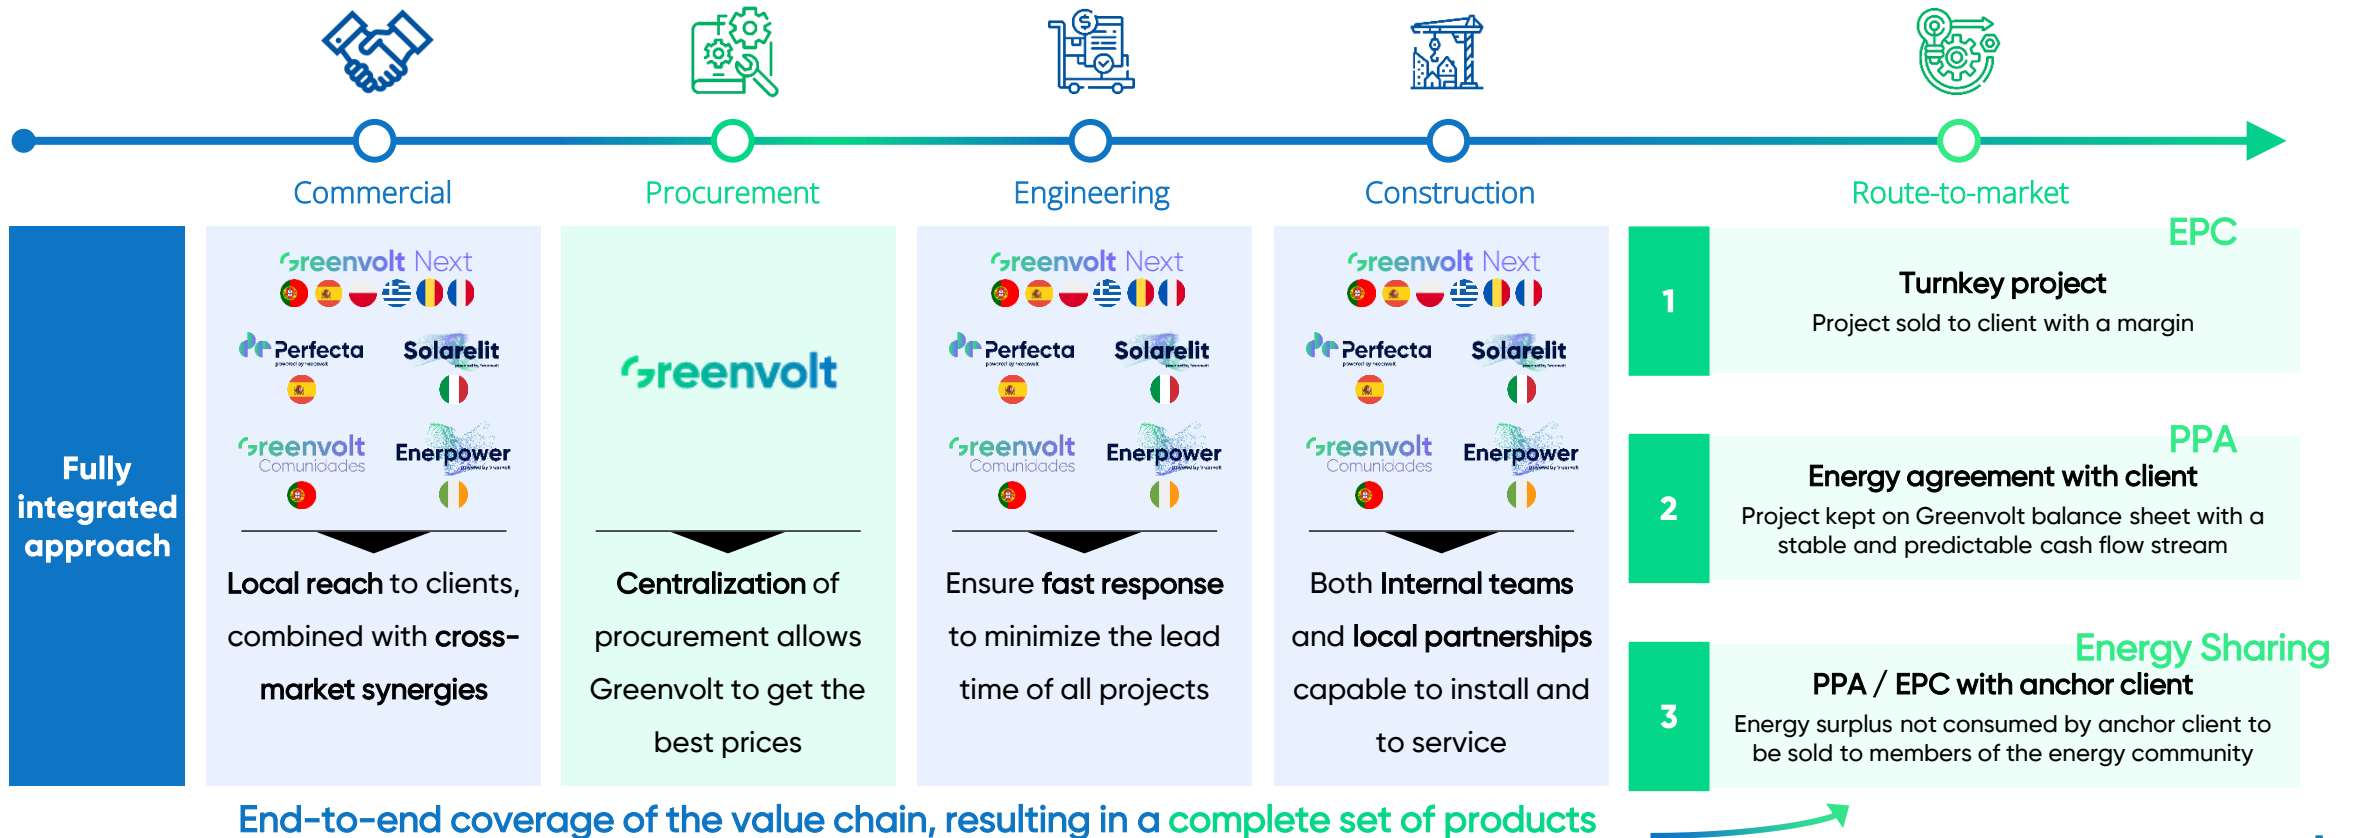 Commercial
Procurement
Engineering
Construction
Route-to-market
Fully
integrated
approach
Greenvolt Next
Perfecta
Solarelit
Greenvolt
Comunidades
Enerpower
Local reach to clients,
combined with cross-
market synergies
Greenvolt
Centralization of
procurement allows
Greenvolt to get the
best prices
Greenvolt Next
Perfecta
Solarelit
Greenvolt
Comunidades
Enerpower
Ensure fast response
to minimize the lead
time of all projects
Greenvolt Next
Perfecta
Solarelit
Greenvolt
Comunidades
Enerpower
Both Internal teams
and local partnerships
capable to install and
to service
EPC
1
Turnkey project
Project sold to client with a margin
PPA
2
Energy agreement with client
Project kept on Greenvolt balance sheet with a
stable and predictable cash flow stream
Energy Sharing
3
PPA / EPC with anchor client
Energy surplus not consumed by anchor client to
be sold to members of the energy community
End-to-end coverage of the value chain, resulting in a complete set of products